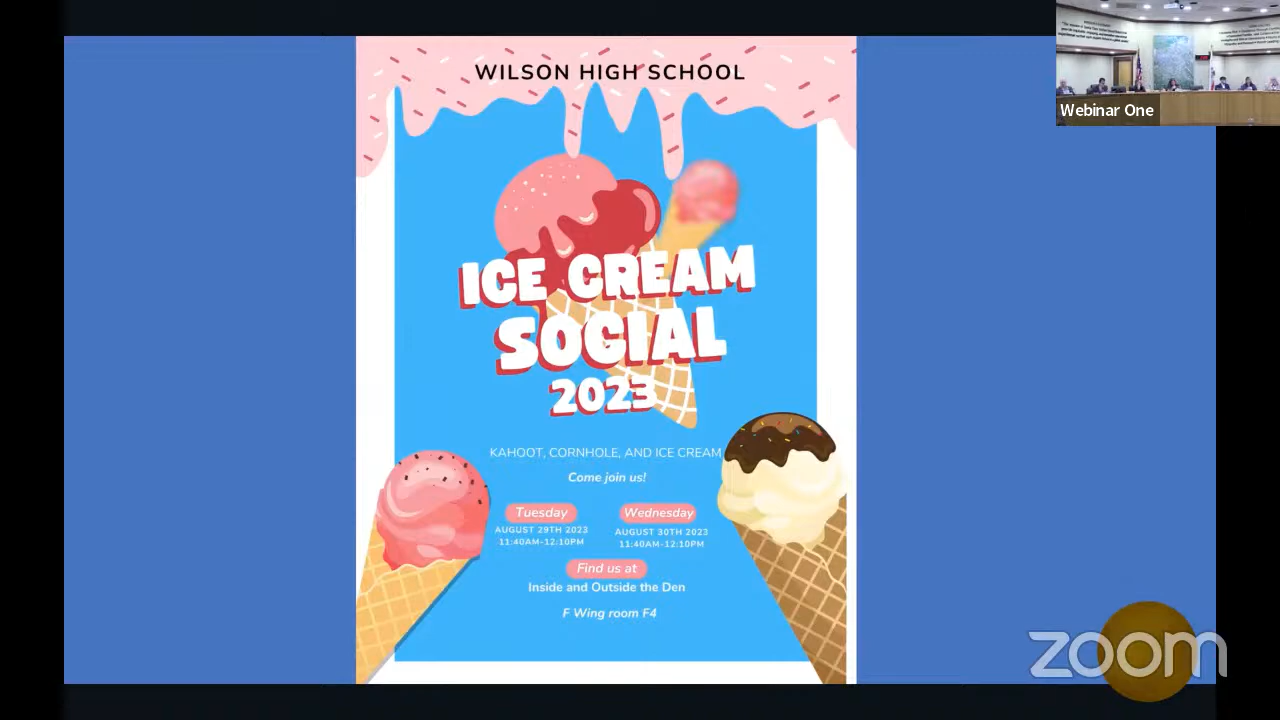 WILSON HIGH SCHOOL
ICE CREAM
SOCIAL
2023
KAHOOT, CORNHOLE, AND ICE CREAM
Come join us!
Tuesday
AUGUST 29TH 2023
11:40AM-12:10PM
Wednesday
AUGUST 30TH 2023
11:40AM-12:10PM
Find us at
Inside and Outside the Den
F Wing room F4
Webinar One
zoom